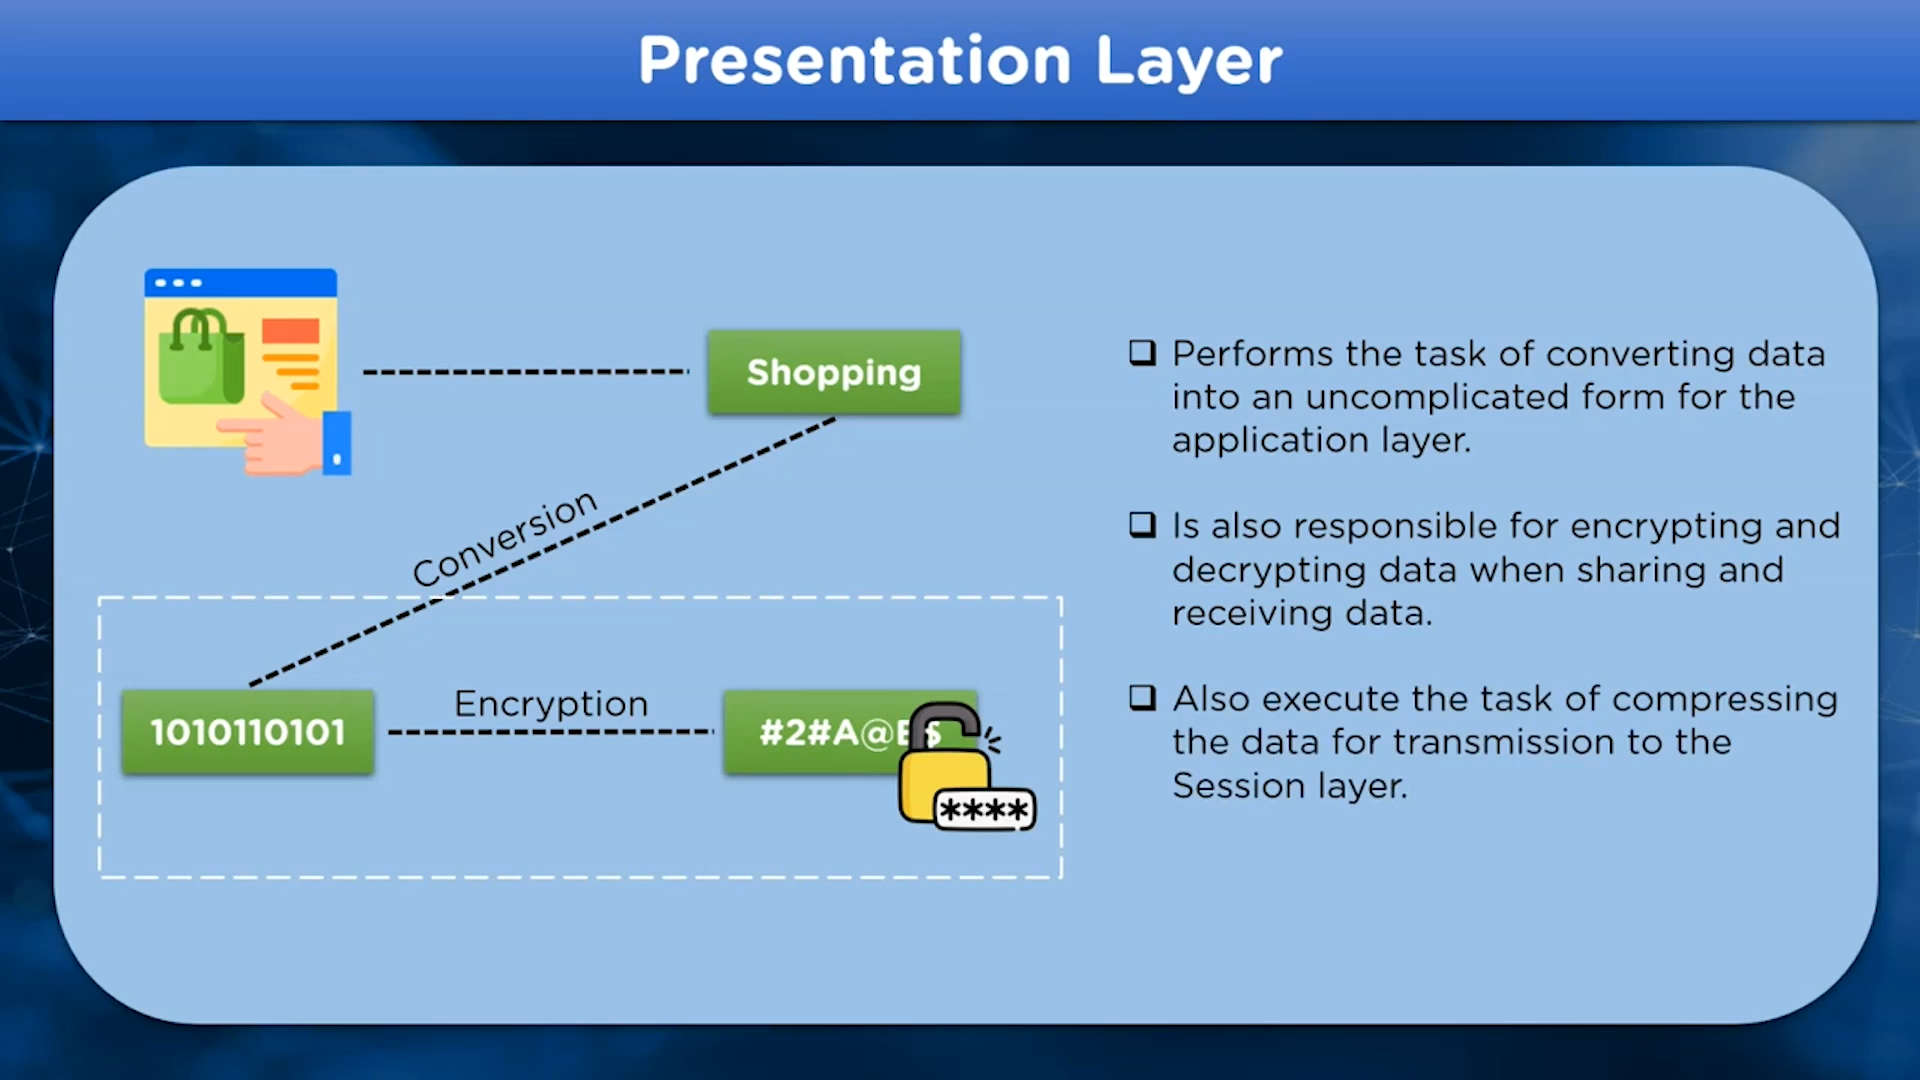 Presentation Layer
Shopping
Conversion
1010110101
Encryption
#2#A@B$
****
Performs the task of converting data
into an uncomplicated form for the
application layer.
Is also responsible for encrypting and
decrypting data when sharing and
receiving data.
Also execute the task of compressing
the data for transmission to the
Session layer.